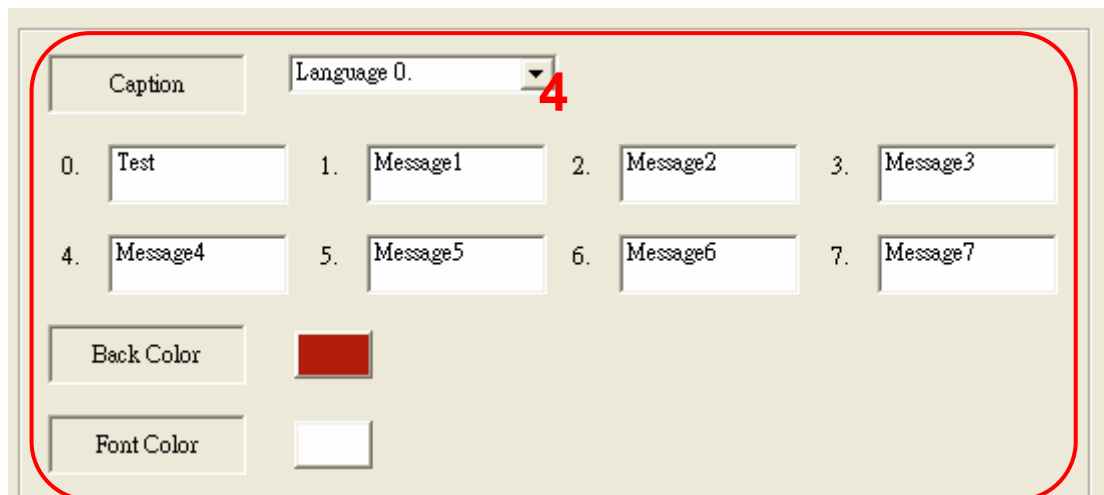 Caption Language 0.
4
0. Test 1. Message1 2. Message2 3. Message3
4. Message4 5. Message5 6. Message6 7. Message7
Back Color
Font Color